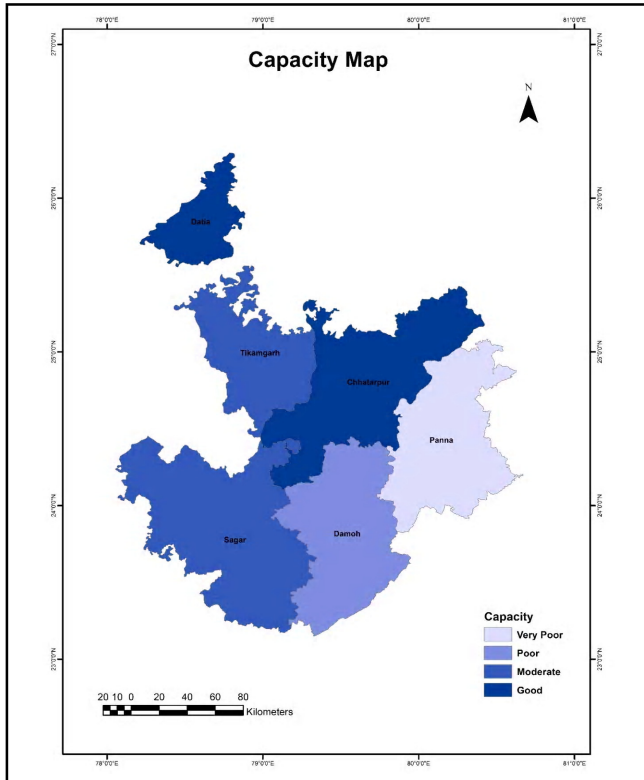 78°0'0"E 79°0'0"E 80°0'0"E 81°0'0"E
27°0'0"N
27°0'0"N
Capacity Map
N
26°0'0"N
26°0'0"N
Datia
Tikamgarh
25°0'0"N
25°0'0"N
Chhatarpur
Panna
24°0'0"N
24°0'0"N
Sagar
Damoh
Capacity
Very Poor
Poor
Moderate
Good
23°0'0"N
23°0'0"N
20 10 0 20 40 60 80
Kilometers
78°0'0"E 79°0'0"E 80°0'0"E 81°0'0"E